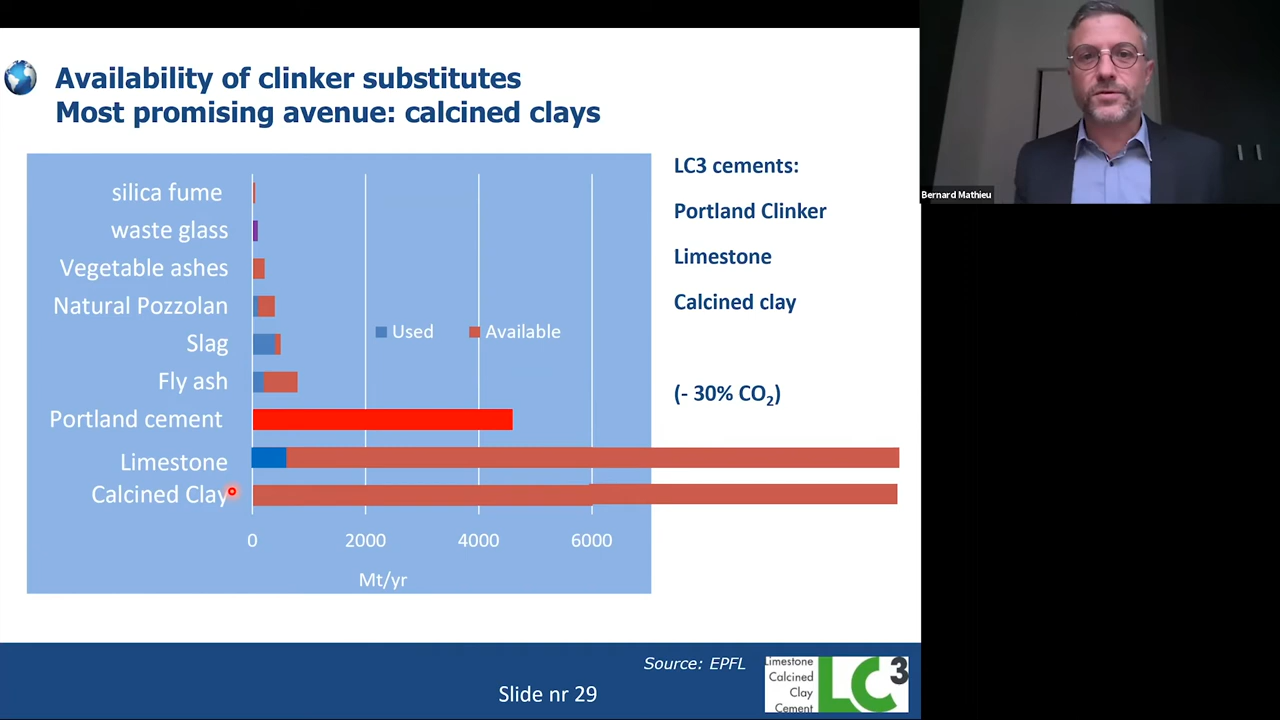 Availability of clinker substitutes
Most promising avenue: calcined clays
silica fume
waste glass
Vegetable ashes
Natural Pozzolan
Slag
Fly ash
Portland cement
Limestone
Calcined Clay
Used
Available
0
2000
4000
6000
Mt/yr
LC3 cements:
Portland Clinker
Limestone
Calcined clay
(- 30% CO2)
Bernard Mathieu
Source: EPFL
Slide nr 29
Limestone
Calcined
Clay
Cement
LC3